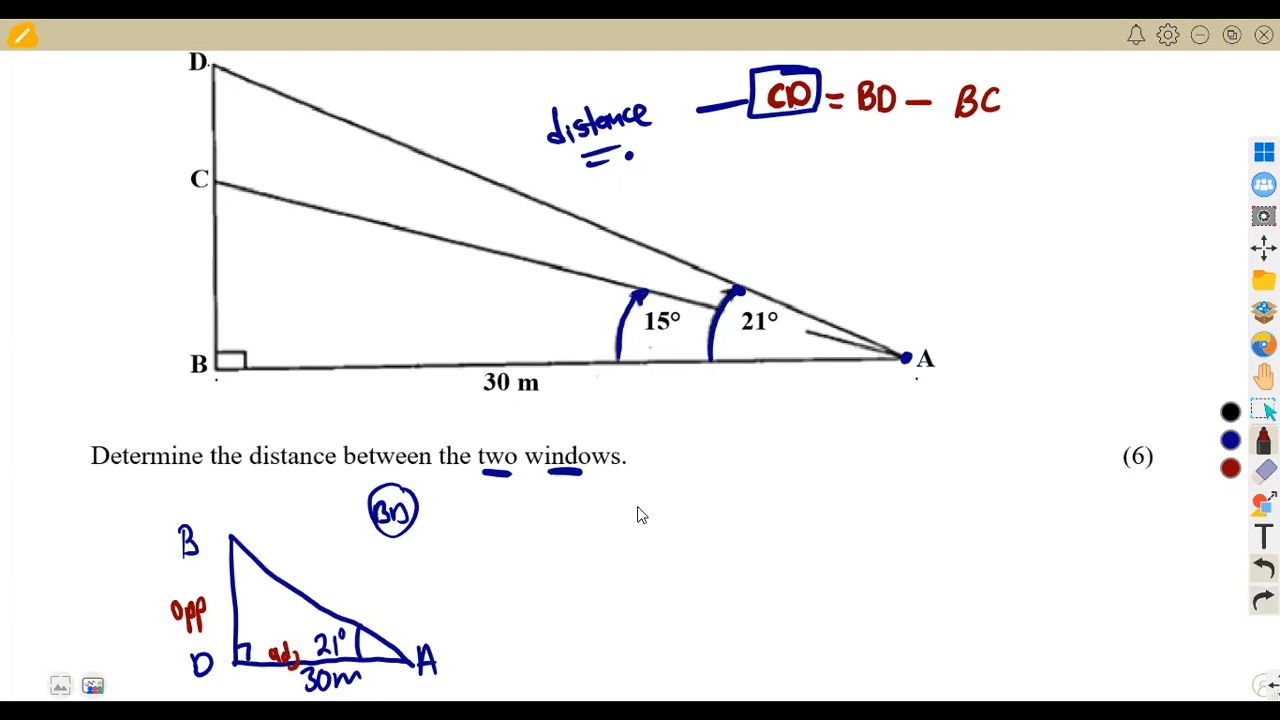 D
CD = BD - BC
distance
C
15°
21°
B
A
30 m
Determine the distance between the two windows.
(6)
BD
B
opp
21°
D
adj
A
30m
T